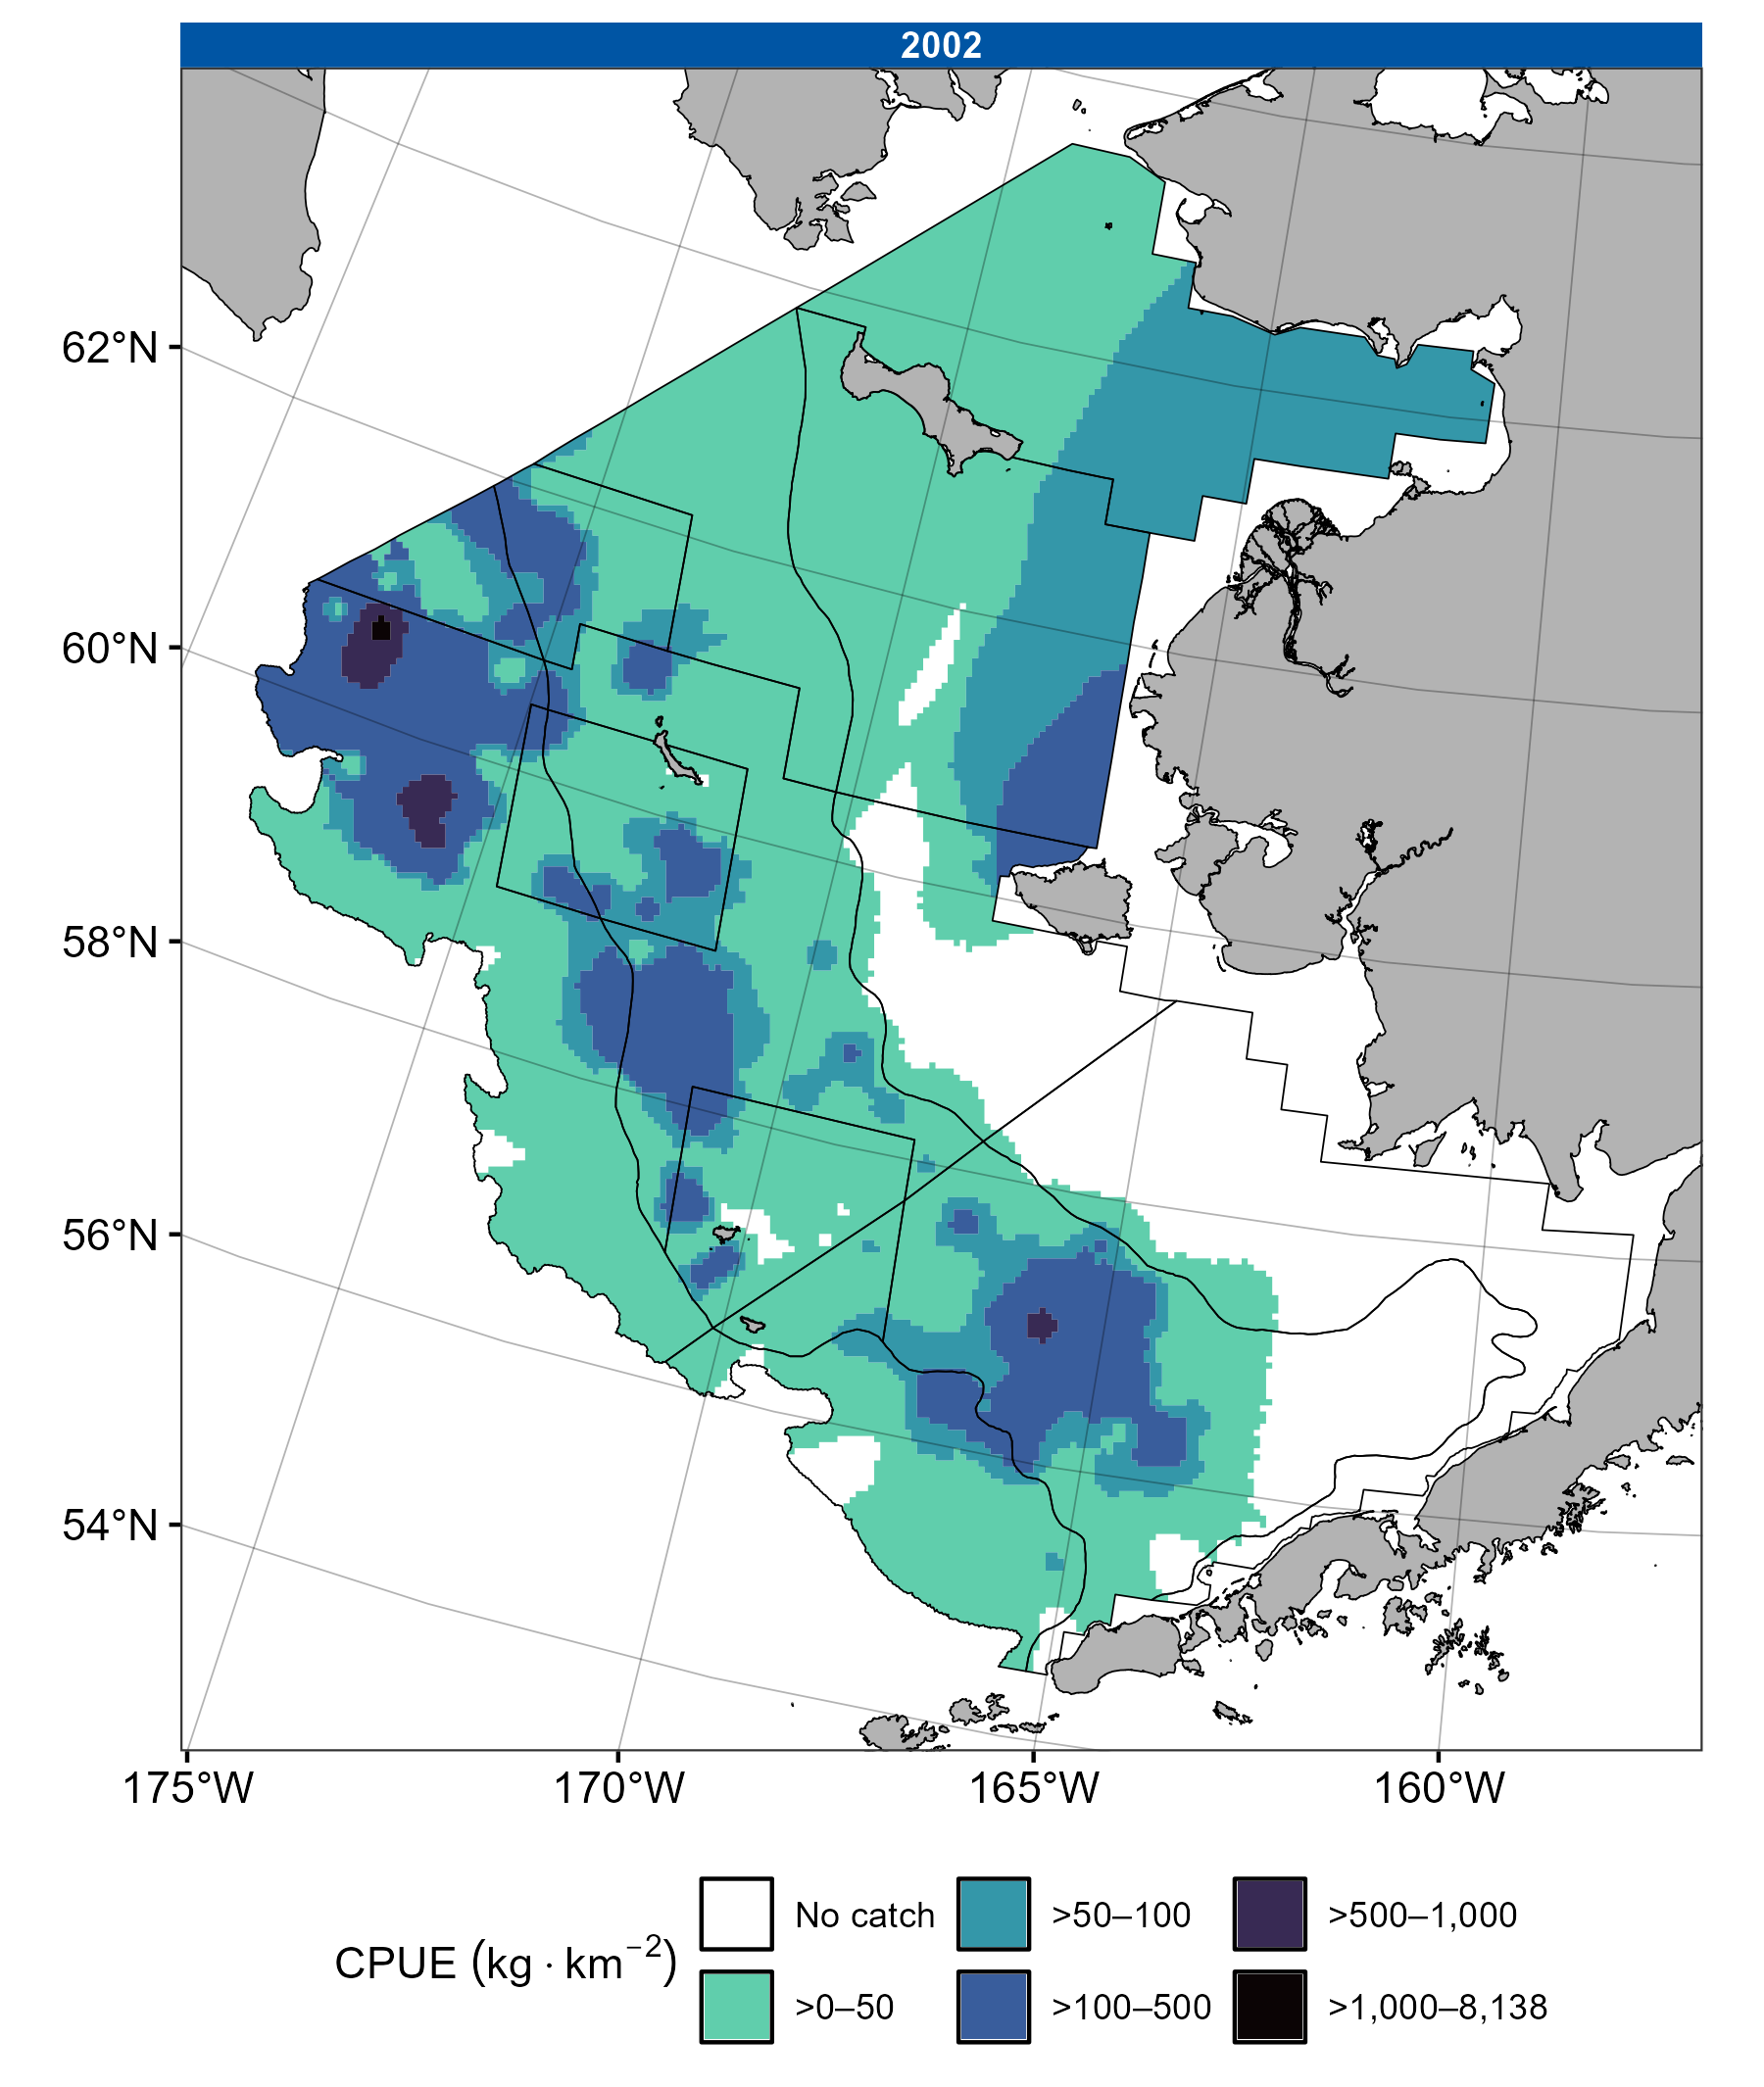 2002
62°N
60°N
58°N
56°N
54°N
175°W 170°W 165°W 160°W
CPUE (kg · km⁻²)
No catch >50–100 >500–1,000
>0–50 >100–500 >1,000–8,138